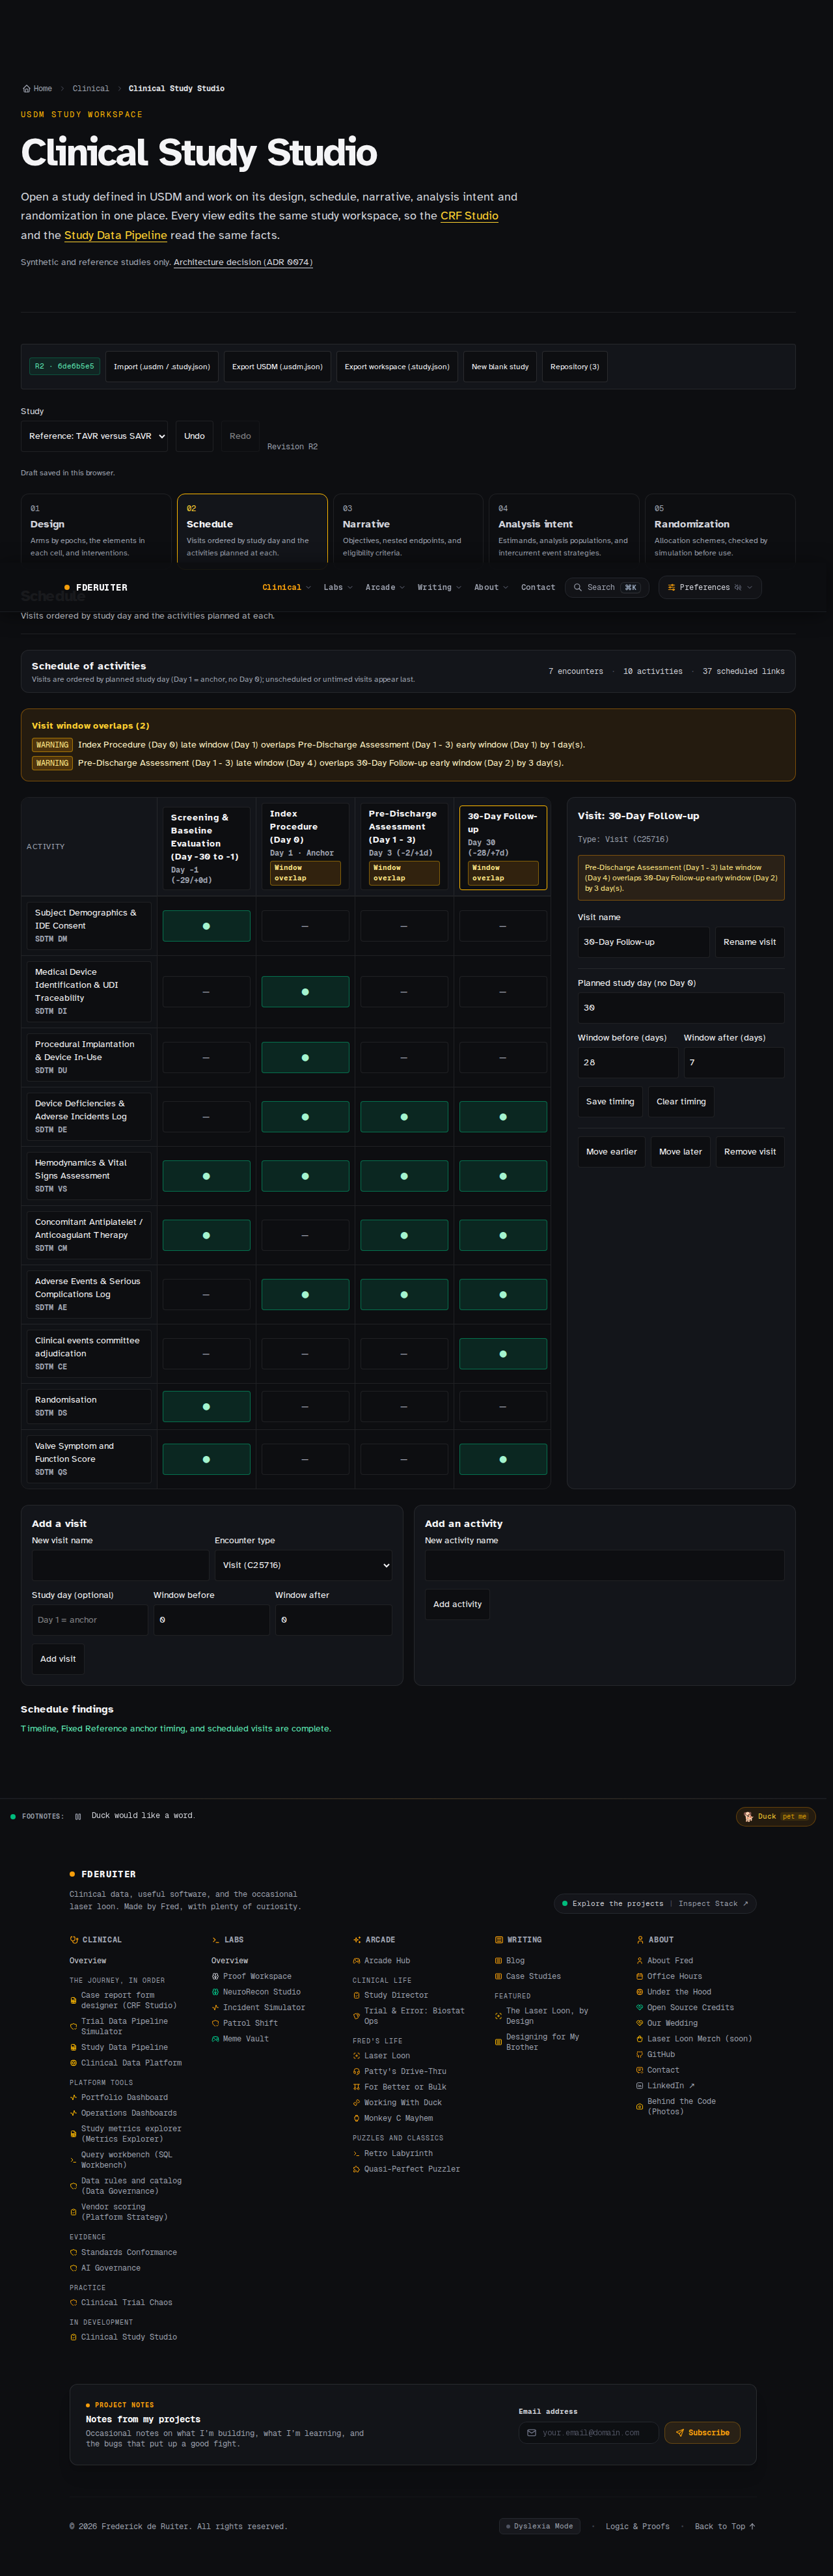 Home > Clinical > Clinical Study Studio
USDM STUDY WORKSPACE
Clinical Study Studio
Open a study defined in USDM and work on its design, schedule, narrative, analysis intent and
randomization in one place. Every view edits the same study workspace, so the CRF Studio
and the Study Data Pipeline read the same facts.
Synthetic and reference studies only. Architecture decision (ADR 0074)
R2 · 6de6b5e5
Import (.usdm / .study.json)
Export USDM (.usdm.json)
Export workspace (.study.json)
New blank study
Repository (3)
Study
Reference: TAVR versus SAVR
Undo
Redo
Revision R2
Draft saved in this browser.
01
Design
Arms by epochs, the elements in
each cell, and interventions.
02
Schedule
Visits ordered by study day and the
activities planned at each.
03
Narrative
Objectives, nested endpoints, and
eligibility criteria.
04
Analysis intent
Estimands, analysis populations, and
intercurrent event strategies.
05
Randomization
Allocation schemes, checked by
simulation before use.
FDERUITER
Clinical
Labs
Arcade
Writing
About
Contact
Search ⌘K
Preferences
Schedule
Visits ordered by study day and the activities planned at each.
Schedule of activities
Visits are ordered by planned study day (Day 1 = anchor, no Day 0); unscheduled or untimed visits appear last.
7 encounters · 10 activities · 37 scheduled links
Visit window overlaps (2)
WARNING Index Procedure (Day 0) late window (Day 1) overlaps Pre-Discharge Assessment (Day 1 - 3) early window (Day 1) by 1 day(s).
WARNING Pre-Discharge Assessment (Day 1 - 3) late window (Day 4) overlaps 30-Day Follow-up early window (Day 2) by 3 day(s).
ACTIVITY
Screening &
Baseline
Evaluation
(Day -30 to -1)
Day -1
(-29/+0d)
Index
Procedure
(Day 0)
Day 1 · Anchor
Window
overlap
Pre-Discharge
Assessment
(Day 1 - 3)
Day 3 (-2/+1d)
Window
overlap
30-Day Follow-
up
Day 30
(-28/+7d)
Window
overlap
Subject Demographics &
IDE Consent
SDTM DM
● — — —
Medical Device
Identification & UDI
Traceability
SDTM DI
— ● — —
Procedural Implantation
& Device In-Use
SDTM DU
— ● — —
Device Deficiencies &
Adverse Incidents Log
SDTM DE
— ● ● ●
Hemodynamics & Vital
Signs Assessment
SDTM VS
● ● ● ●
Concomitant Antiplatelet /
Anticoagulant Therapy
SDTM CM
● — ● ●
Adverse Events & Serious
Complications Log
SDTM AE
— ● ● ●
Clinical events committee
adjudication
SDTM CE
— — — ●
Randomisation
SDTM DS
● — — —
Valve Symptom and
Function Score
SDTM QS
● — — ●
Visit: 30-Day Follow-up
Type: Visit (C25716)
Pre-Discharge Assessment (Day 1 - 3) late window
(Day 4) overlaps 30-Day Follow-up early window (Day 2)
by 3 day(s).
Visit name
30-Day Follow-up
Rename visit
Planned study day (no Day 0)
30
Window before (days)
Window after (days)
28
7
Save timing
Clear timing
Move earlier
Move later
Remove visit
Add a visit
New visit name
Encounter type
Visit (C25716)
Study day (optional)
Window before
Window after
Day 1 = anchor
0
0
Add visit
Add an activity
New activity name
Add activity
Schedule findings
Timeline, Fixed Reference anchor timing, and scheduled visits are complete.
FOOTNOTES:
Duck would like a word.
Duck pet me
FDERUITER
Clinical data, useful software, and the occasional
laser loon. Made by Fred, with plenty of curiosity.
Explore the projects | Inspect Stack ↗
CLINICAL
Overview
THE JOURNEY, IN ORDER
Case report form
designer (CRF Studio)
Trial Data Pipeline
Simulator
Study Data Pipeline
Clinical Data Platform
PLATFORM TOOLS
Portfolio Dashboard
Operations Dashboards
Study metrics explorer
(Metrics Explorer)
Query workbench (SQL
Workbench)
Data rules and catalog
(Data Governance)
Vendor scoring
(Platform Strategy)
EVIDENCE
Standards Conformance
AI Governance
PRACTICE
Clinical Trial Chaos
IN DEVELOPMENT
Clinical Study Studio
LABS
Overview
Proof Workspace
NeuroRecon Studio
Incident Simulator
Patrol Shift
Meme Vault
ARCADE
Arcade Hub
CLINICAL LIFE
Study Director
Trial & Error: Biostat
Ops
FRED'S LIFE
Laser Loon
Patty's Drive-Thru
For Better or Bulk
Working With Duck
Monkey C Mayhem
PUZZLES AND CLASSICS
Retro Labyrinth
Quasi-Perfect Puzzler
WRITING
Blog
Case Studies
FEATURED
The Laser Loon, by
Design
Designing for My
Brother
ABOUT
About Fred
Office Hours
Under the Hood
Open Source Credits
Our Wedding
Laser Loon Merch (soon)
GitHub
Contact
LinkedIn ↗
Behind the Code
(Photos)
PROJECT NOTES
Notes from my projects
Occasional notes on what I'm building, what I'm learning, and
the bugs that put up a good fight.
Email address
your.email@domain.com
Subscribe
© 2026 Frederick de Ruiter. All rights reserved.
Dyslexia Mode · Logic & Proofs · Back to Top ↑